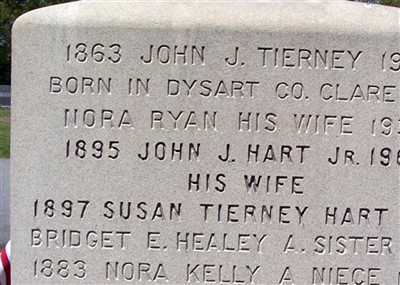 1863 JOHN J. TIERNEY
BORN IN DYSART CO. CLARE
NORA RYAN HIS WIFE
1895 JOHN J. HART JR.
HIS WIFE
1897 SUSAN TIERNEY HART
BRIDGET E. HEALEY A. SISTER
1883 NORA KELLY A NIECE